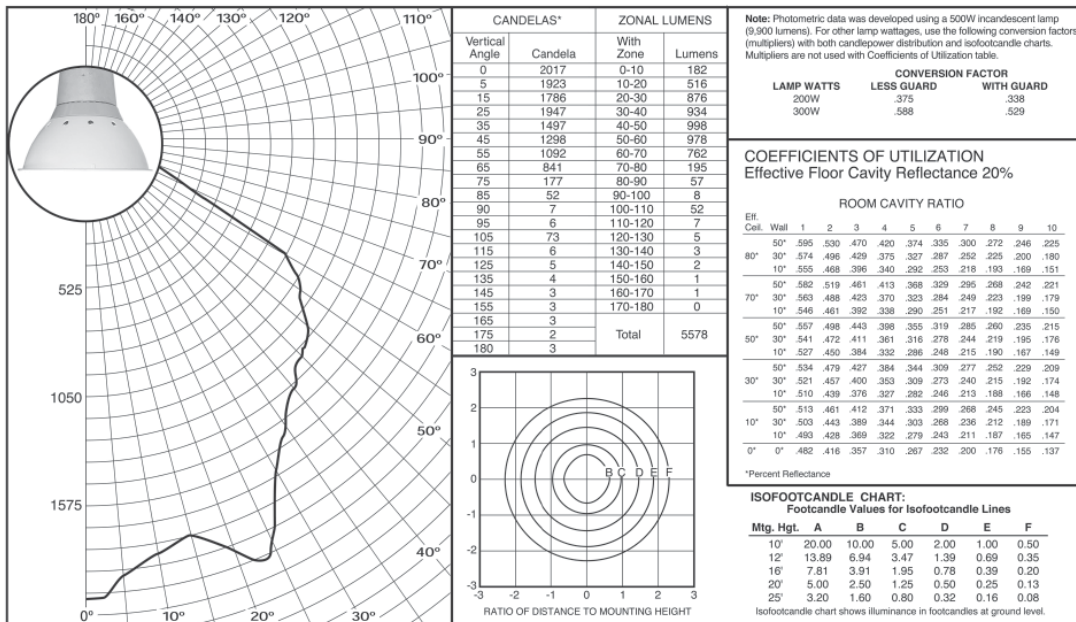 180º 160º 140º 120º 110º
100º
90º
70º
525
60º
1050
50º
1575
40º
0º 10º 20º 30º
CANDELAS* ZONAL LUMENS
Vertical Angle Candela With Zone Lumens
0 2017 0-10 182
5 1923 10-20 516
15 1786 20-30 876
25 1947 30-40 934
35 1497 40-50 998
45 1298 50-60 978
55 1092 60-70 762
65 841 70-80 195
75 177 80-90 57
85 52 90-100 8
90 7 100-110 52
95 6 110-120 7
105 73 120-130 5
115 6 130-140 3
125 5 140-150 2
135 4 150-160 1
145 3 160-170 1
155 3 170-180 0
165 3
175 2 Total 5578
180 3
3
2
1
0 B C D E F
-1
-2
-3
-3 -2 -1 0 1 2 3
RATIO OF DISTANCE TO MOUNTING HEIGHT
Note: Photometric data was developed using a 500W incandescent lamp
(9,900 lumens). For other lamp wattages, use the following conversion factors
(multipliers) with both candlepower distribution and isofootcandle charts.
Multipliers are not used with Coefficients of Utilization table.
CONVERSION FACTOR
LAMP WATTS LESS GUARD WITH GUARD
200W .375 .338
300W .588 .529
COEFFICIENTS OF UTILIZATION
Effective Floor Cavity Reflectance 20%
ROOM CAVITY RATIO
Eff.
Ceil. Wall 1 2 3 4 5 6 7 8 9 10
50* .595 .530 .470 .420 .374 .335 .300 .272 .246 .225
80* 30* .574 .496 .429 .375 .327 .287 .252 .225 .200 .180
10* .555 .468 .396 .340 .292 .253 .218 .193 .169 .151
50* .582 .519 .461 .413 .368 .329 .295 .268 .242 .221
70* 30* .563 .488 .423 .370 .323 .284 .249 .223 .199 .179
10* .546 .461 .392 .338 .290 .251 .217 .192 .169 .150
50* .557 .498 .443 .398 .355 .319 .285 .260 .235 .215
50* 30* .541 .472 .411 .361 .316 .278 .244 .219 .195 .176
10* .527 .450 .384 .332 .286 .248 .215 .190 .167 .149
50* .534 .479 .427 .384 .344 .309 .277 .252 .229 .209
30* 30* .521 .457 .400 .353 .309 .273 .240 .215 .192 .174
10* .510 .439 .376 .327 .282 .246 .213 .188 .166 .148
50* .513 .461 .412 .371 .333 .299 .268 .245 .223 .204
10* 30* .503 .443 .389 .344 .303 .268 .236 .212 .189 .171
10* .493 .428 .369 .322 .279 .243 .211 .187 .165 .147
0* 0* .482 .416 .357 .310 .267 .232 .200 .176 .155 .137
*Percent Reflectance
ISOFOOTCANDLE CHART:
Footcandle Values for Isofootcandle Lines
Mtg. Hgt. A B C D E F
10' 20.00 10.00 5.00 2.00 1.00 0.50
12' 13.89 6.94 3.47 1.39 0.69 0.35
16' 7.81 3.91 1.95 0.78 0.39 0.20
20' 5.00 2.50 1.25 0.50 0.25 0.13
25' 3.20 1.60 0.80 0.32 0.16 0.08
Isofootcandle chart shows illuminance in footcandles at ground level.